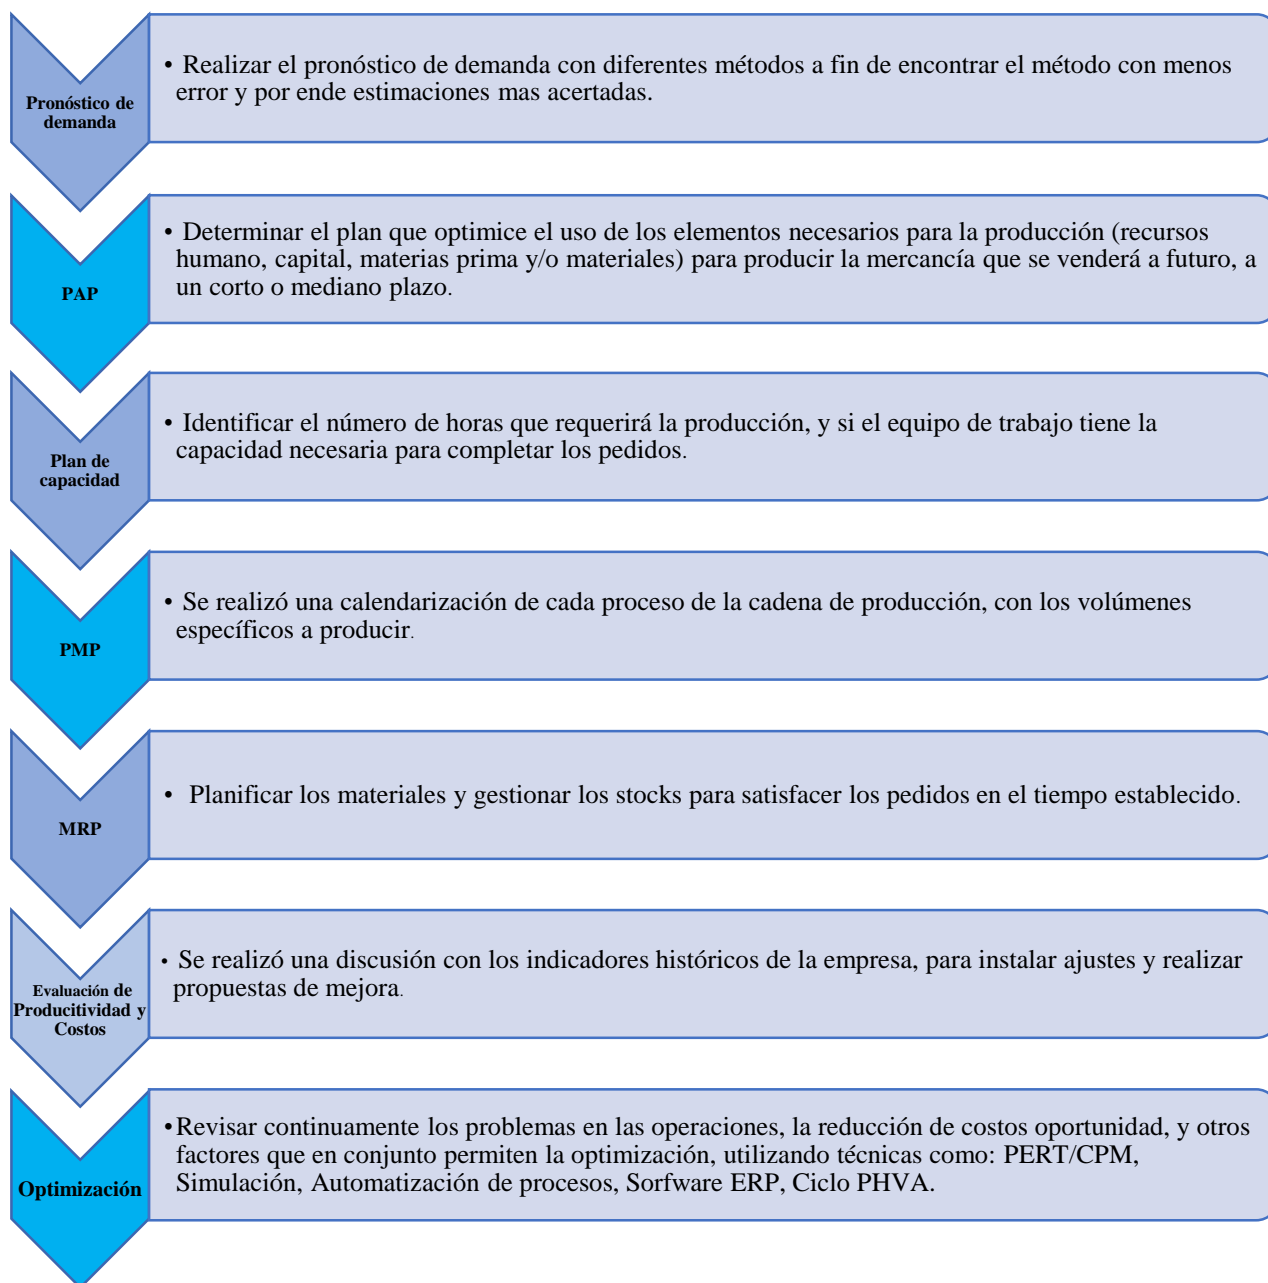 Pronóstico de
demanda
• Realizar el pronóstico de demanda con diferentes métodos a fin de encontrar el método con menos
error y por ende estimaciones mas acertadas.
PAP
• Determinar el plan que optimice el uso de los elementos necesarios para la producción (recursos
humano, capital, materias prima y/o materiales) para producir la mercancía que se venderá a futuro, a
un corto o mediano plazo.
Plan de
capacidad
• Identificar el número de horas que requerirá la producción, y si el equipo de trabajo tiene la
capacidad necesaria para completar los pedidos.
PMP
• Se realizó una calendarización de cada proceso de la cadena de producción, con los volúmenes
específicos a producir.
MRP
• Planificar los materiales y gestionar los stocks para satisfacer los pedidos en el tiempo establecido.
Evaluación de
Producitividad y
Costos
• Se realizó una discusión con los indicadores históricos de la empresa, para instalar ajustes y realizar
propuestas de mejora.
Optimización
• Revisar continuamente los problemas en las operaciones, la reducción de costos oportunidad, y otros
factores que en conjunto permiten la optimización, utilizando técnicas como: PERT/CPM,
Simulación, Automatización de procesos, Sorfware ERP, Ciclo PHVA.